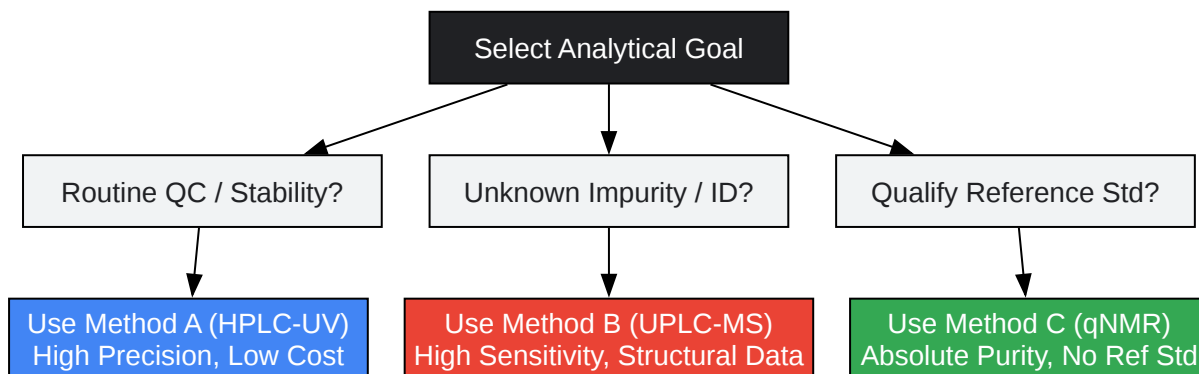 Select Analytical Goal
Routine QC / Stability?
Unknown Impurity / ID?
Qualify Reference Std?
Use Method A (HPLC-UV)
High Precision, Low Cost
Use Method B (UPLC-MS)
High Sensitivity, Structural Data
Use Method C (qNMR)
Absolute Purity, No Ref Std